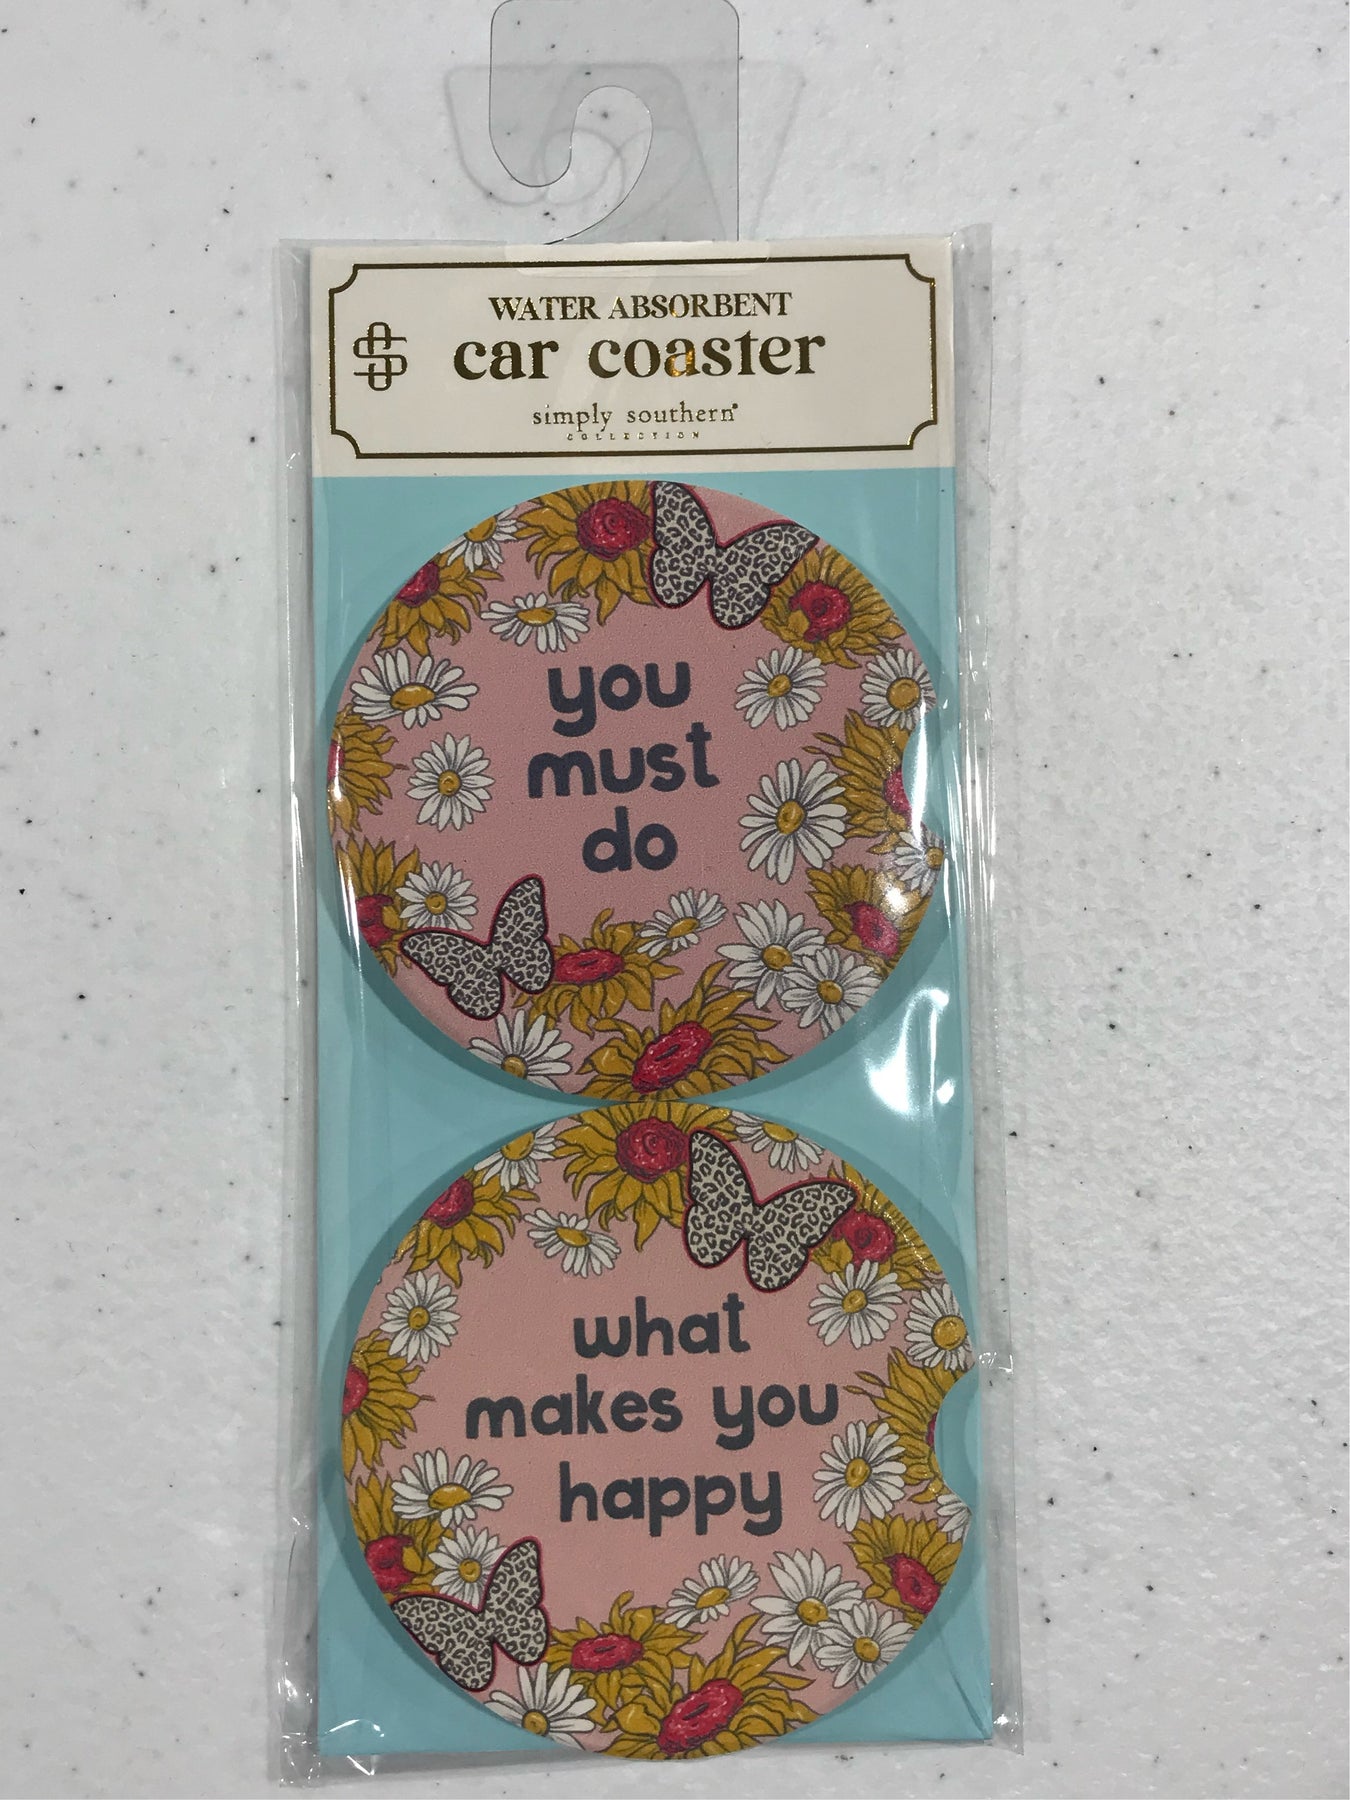 WATER ABSORBENT
car coaster
simply southern®
COLLECTION
you
must
do
what
makes you
happy